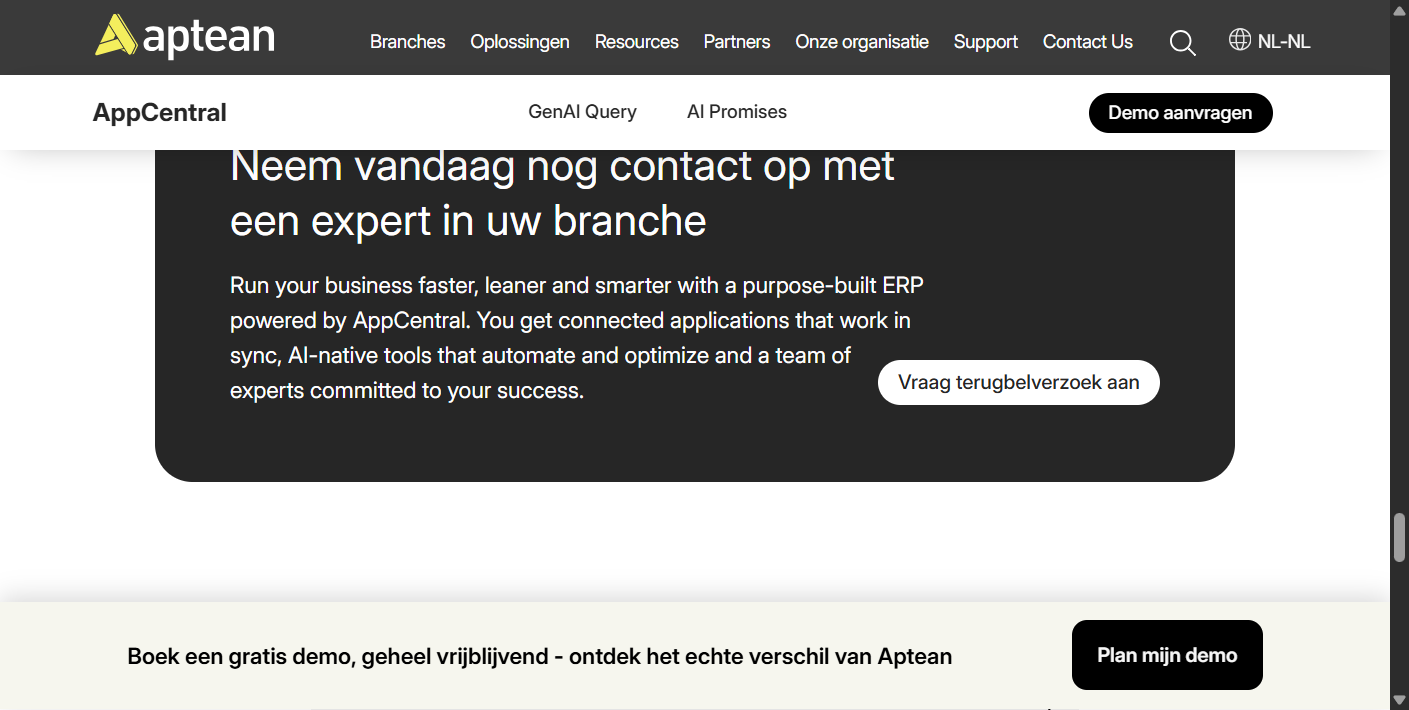 aptean
Branches Oplossingen Resources Partners Onze organisatie Support Contact Us NL-NL
AppCentral GenAI Query AI Promises Demo aanvragen
Neem vandaag nog contact op met
een expert in uw branche
Run your business faster, leaner and smarter with a purpose-built ERP
powered by AppCentral. You get connected applications that work in
sync, AI-native tools that automate and optimize and a team of
experts committed to your success.
Vraag terugbelverzoek aan
Boek een gratis demo, geheel vrijblijvend - ontdek het echte verschil van Aptean
Plan mijn demo